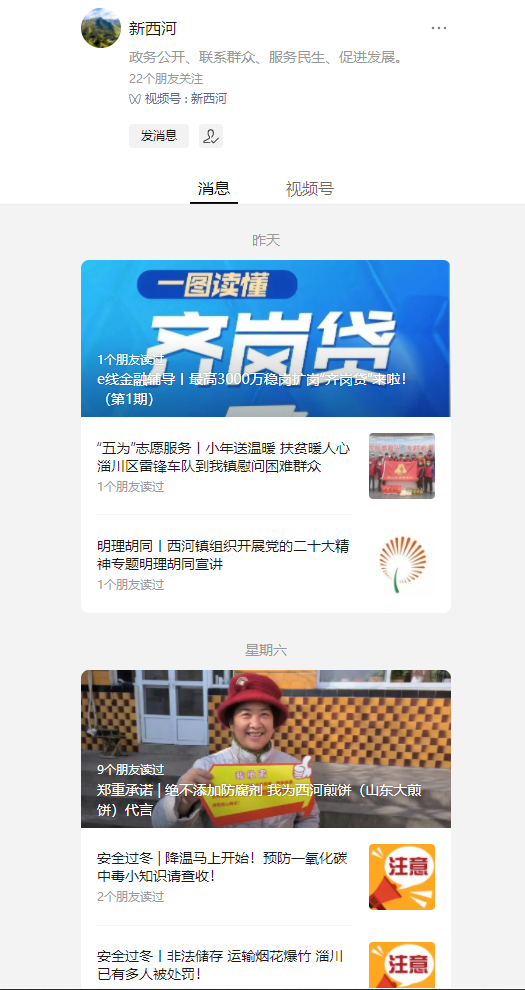 新西河
政务公开、联系群众、服务民生、促进发展。
22个朋友关注
视频号 : 新西河
发消息
消息
视频号
昨天
一图读懂
齐岗贷
1个朋友读过
e线金融辅导丨最高3000万稳岗扩岗“齐岗贷”来啦！
（第1期）
“五为”志愿服务丨小年送温暖 扶贫暖人心
淄川区雷锋车队到我镇慰问困难群众
1个朋友读过
明理胡同丨西河镇组织开展党的二十大精
神专题明理胡同宣讲
1个朋友读过
星期六
9个朋友读过
郑重承诺 | 绝不添加防腐剂 我为西河煎饼（山东大煎
饼）代言
安全过冬 | 降温马上开始！预防一氧化碳
中毒小知识请查收！
2个朋友读过
注意
安全过冬丨非法储存 运输烟花爆竹 淄川
已有多人被处罚！
注意